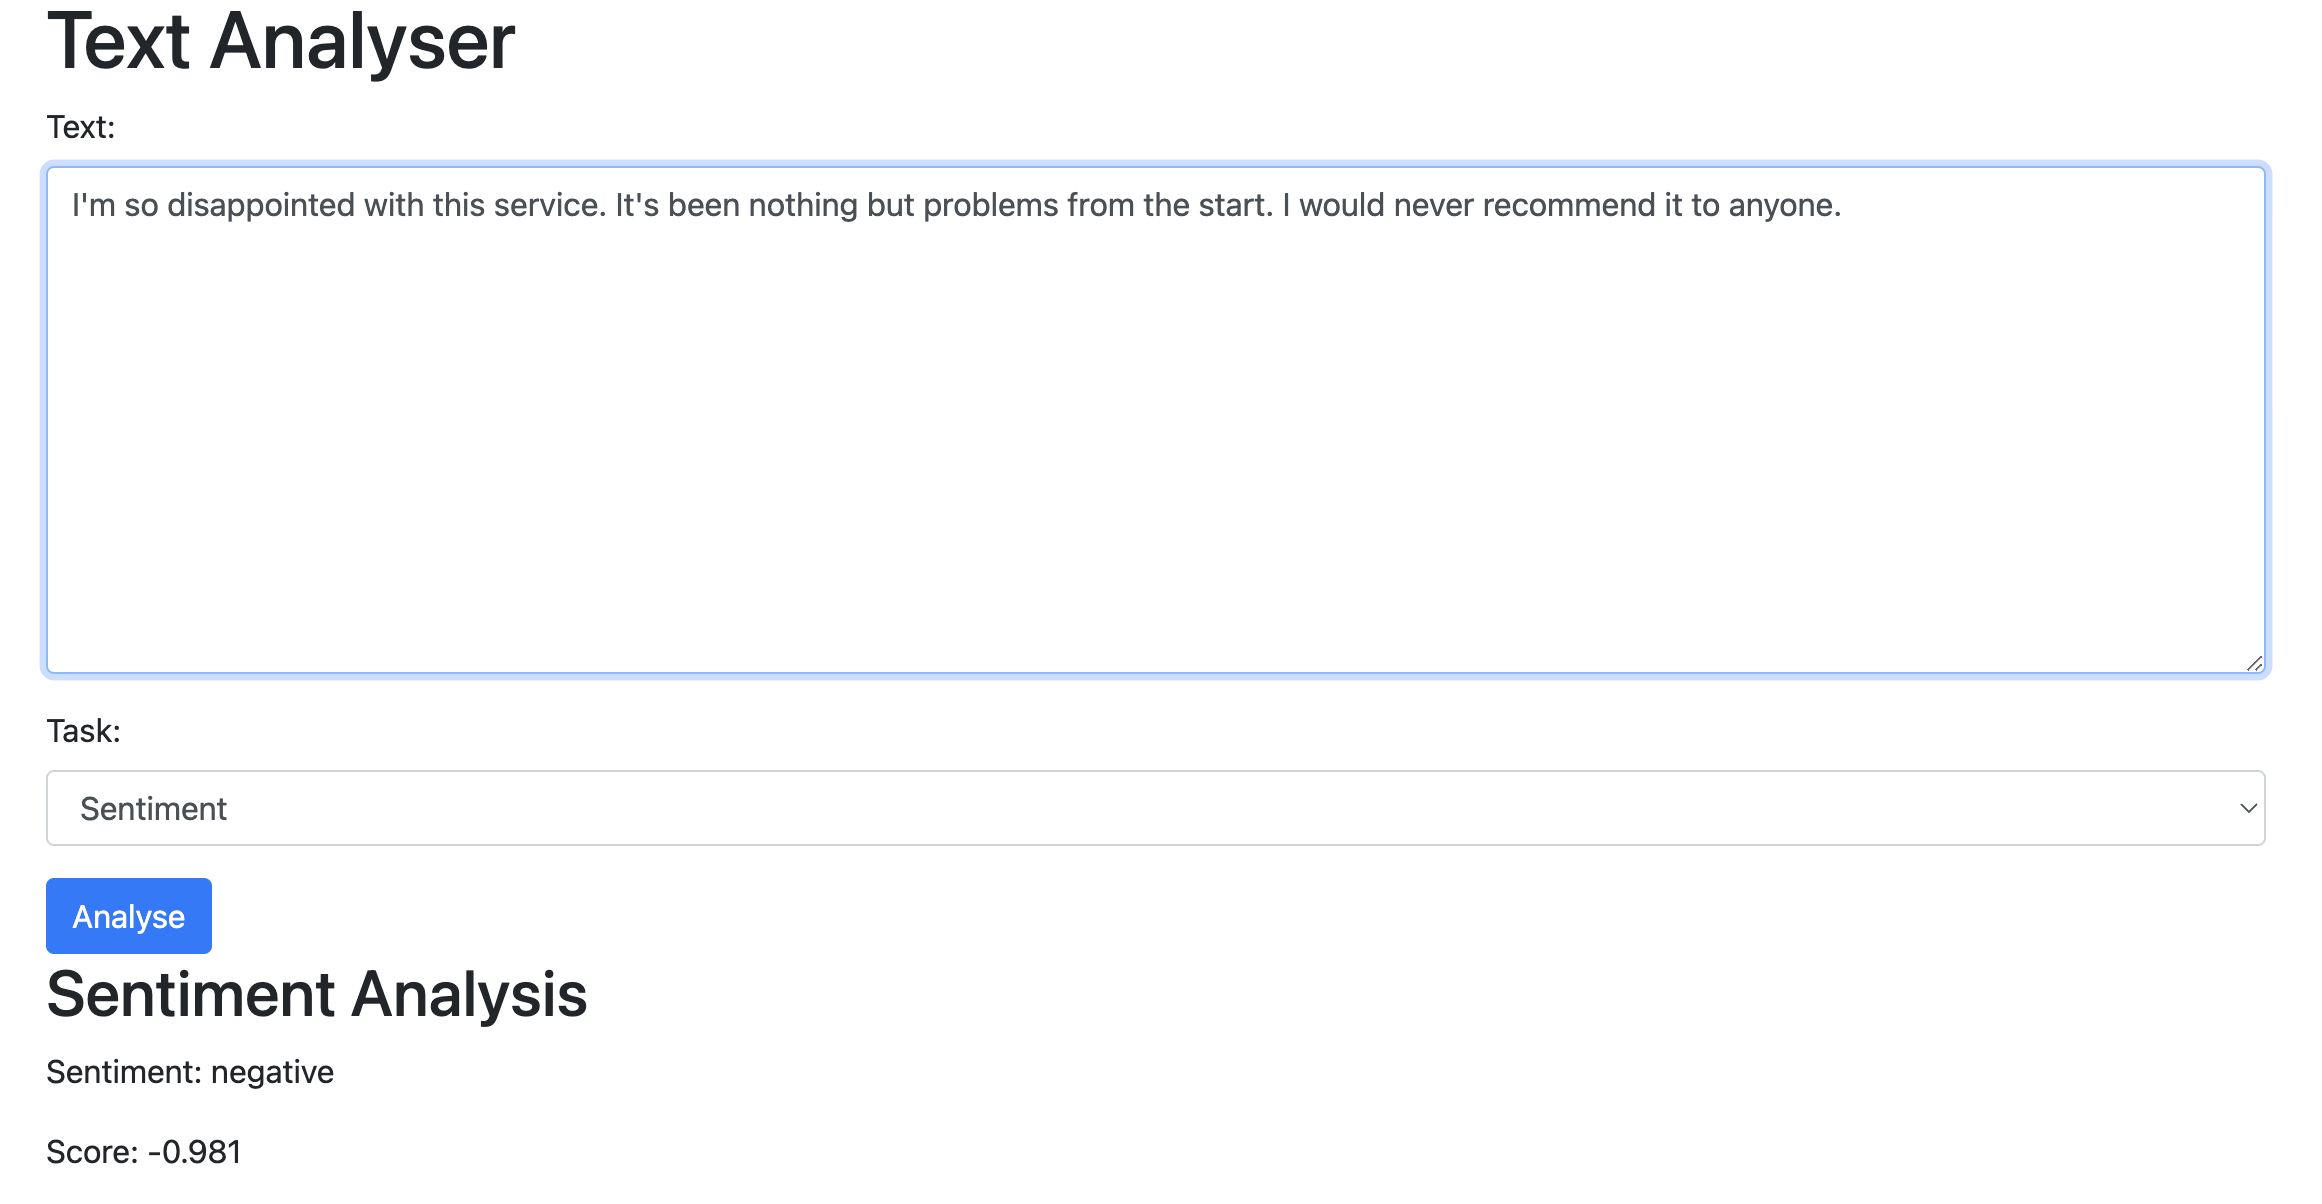 Text Analyser
Text:
I'm so disappointed with this service. It's been nothing but problems from the start. I would never recommend it to anyone.
Task:
Sentiment
Analyse
Sentiment Analysis
Sentiment: negative
Score: -0.981